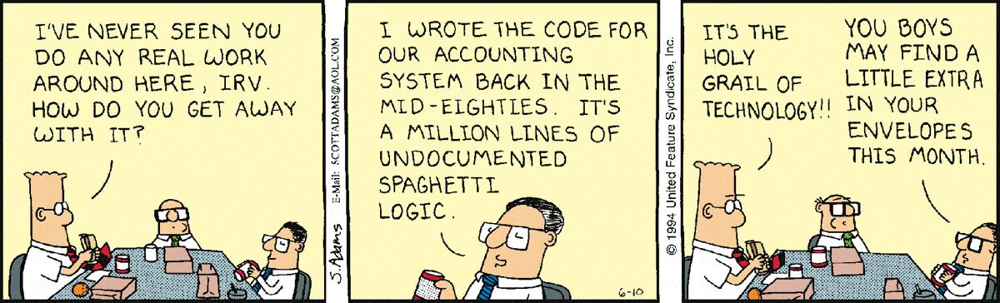 I'VE NEVER SEEN YOU
DO ANY REAL WORK
AROUND HERE, IRV.
HOW DO YOU GET AWAY
WITH IT?
S. Adams
E-Mail: SCOTTADAMS@AOL.COM
I WROTE THE CODE FOR
OUR ACCOUNTING
SYSTEM BACK IN THE
MID-EIGHTIES. IT'S
A MILLION LINES OF
UNDOCUMENTED
SPAGHETTI
LOGIC.
6-10
© 1994 United Feature Syndicate, Inc.
IT'S THE
HOLY
GRAIL OF
TECHNOLOGY!!
YOU BOYS
MAY FIND A
LITTLE EXTRA
IN YOUR
ENVELOPES
THIS MONTH.